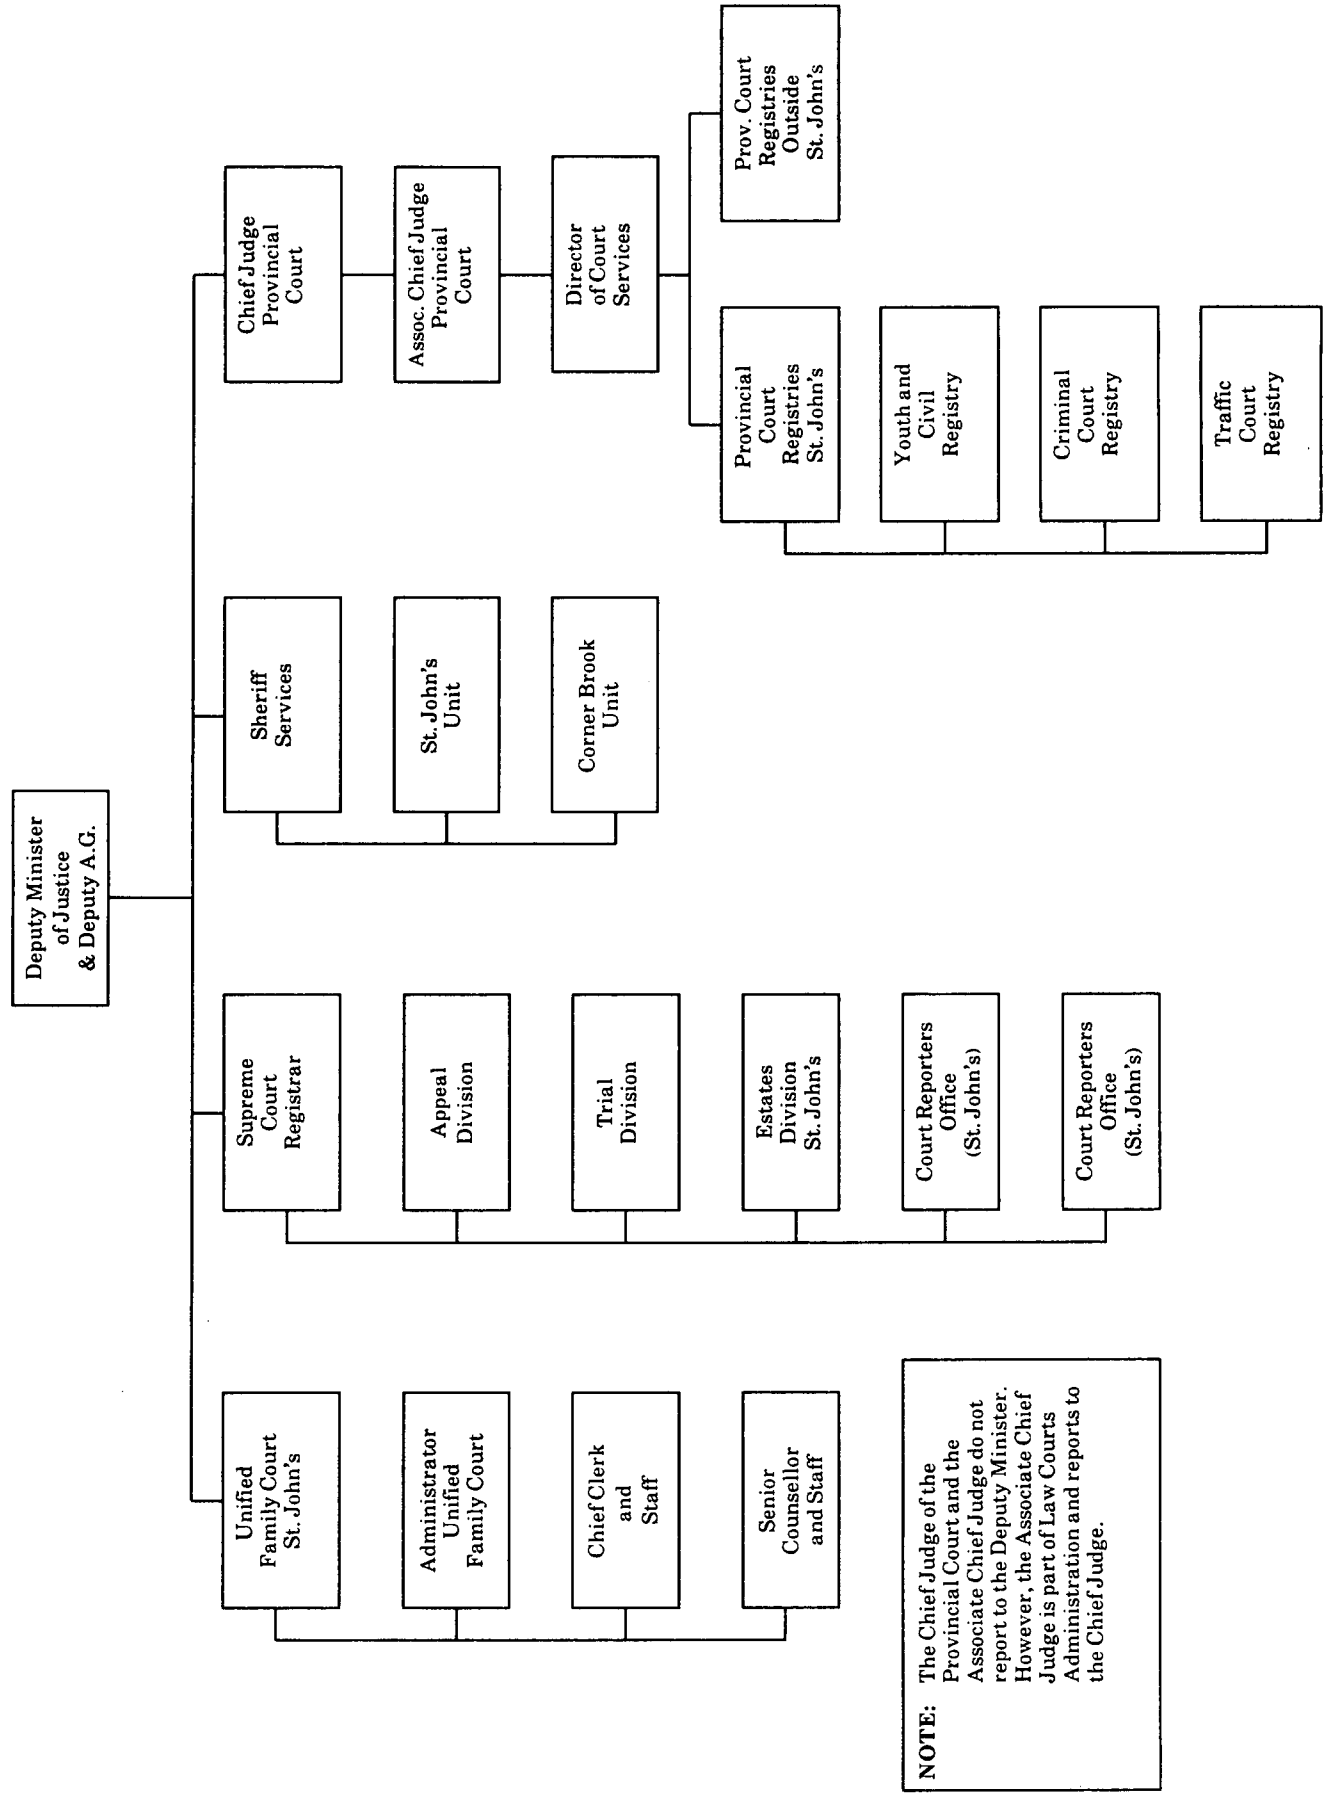 Deputy Minister
of Justice
& Deputy A.G.
Unified
Family Court
St. John's
Administrator
Unified
Family Court
Chief Clerk
and
Staff
Senior
Counsellor
and Staff
Supreme
Court
Registrar
Appeal
Division
Trial
Division
Estates
Division
St. John's
Court Reporters
Office
(St. John's)
Court Reporters
Office
(St. John's)
Sheriff
Services
St. John's
Unit
Corner Brook
Unit
Chief Judge
Provincial
Court
Assoc. Chief Judge
Provincial
Court
Director
of Court
Services
Provincial
Court
Registries
St. John's
Youth and
Civil
Registry
Criminal
Court
Registry
Traffic
Court
Registry
Prov. Court
Registries
Outside
St. John's
NOTE: The Chief Judge of the
Provincial Court and the
Associate Chief Judge do not
report to the Deputy Minister.
However, the Associate Chief
Judge is part of Law Courts
Administration and reports to
the Chief Judge.